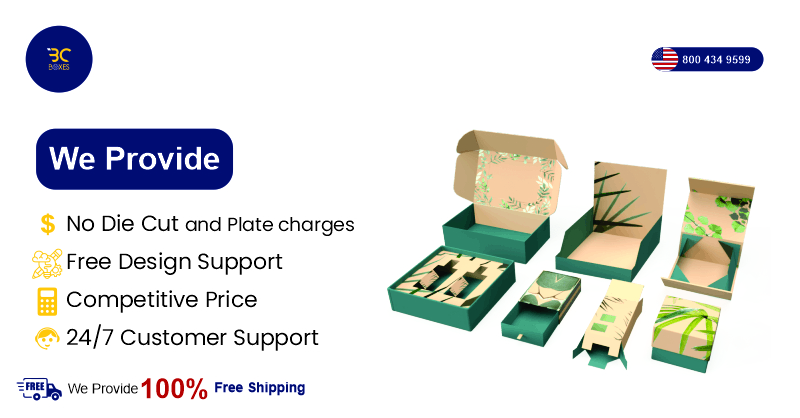 BC
BOXES
800 434 9599
We Provide
$ No Die Cut and Plate charges
Free Design Support
Competitive Price
24/7 Customer Support
FREE We Provide 100% Free Shipping